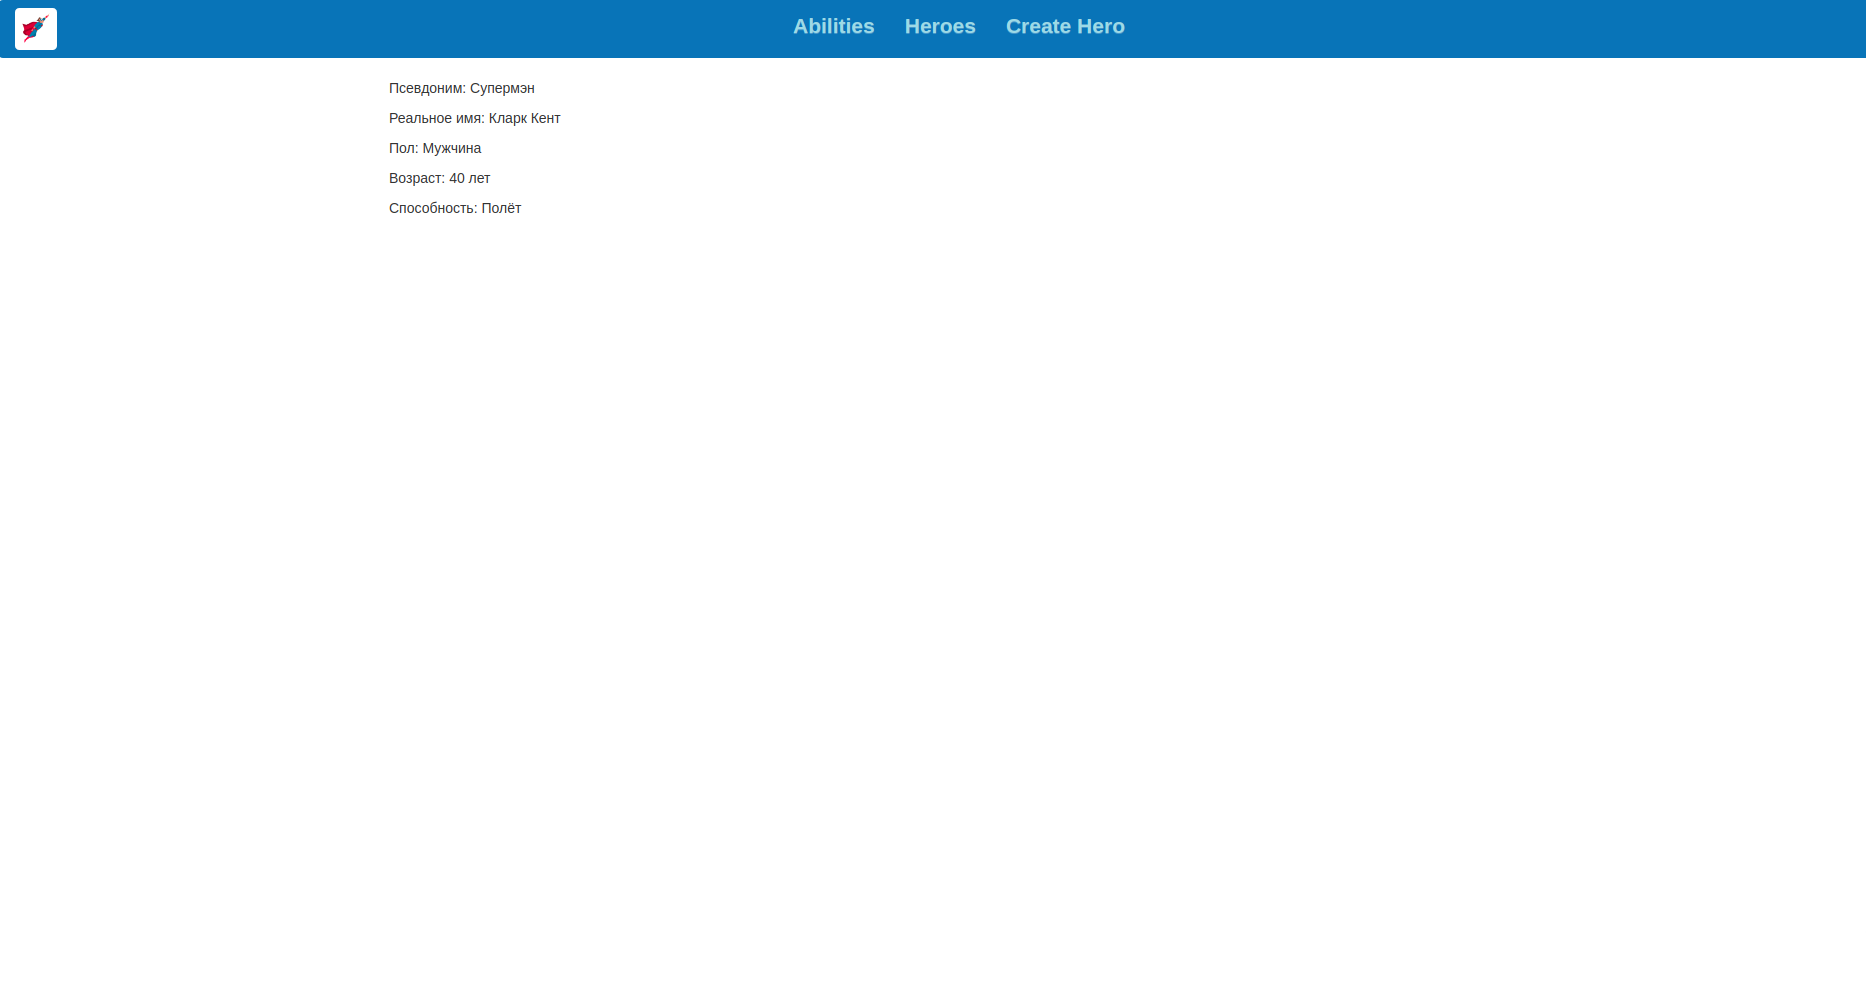 Abilities Heroes Create Hero
Псевдоним: Супермэн
Реальное имя: Кларк Кент
Пол: Мужчина
Возраст: 40 лет
Способность: Полёт